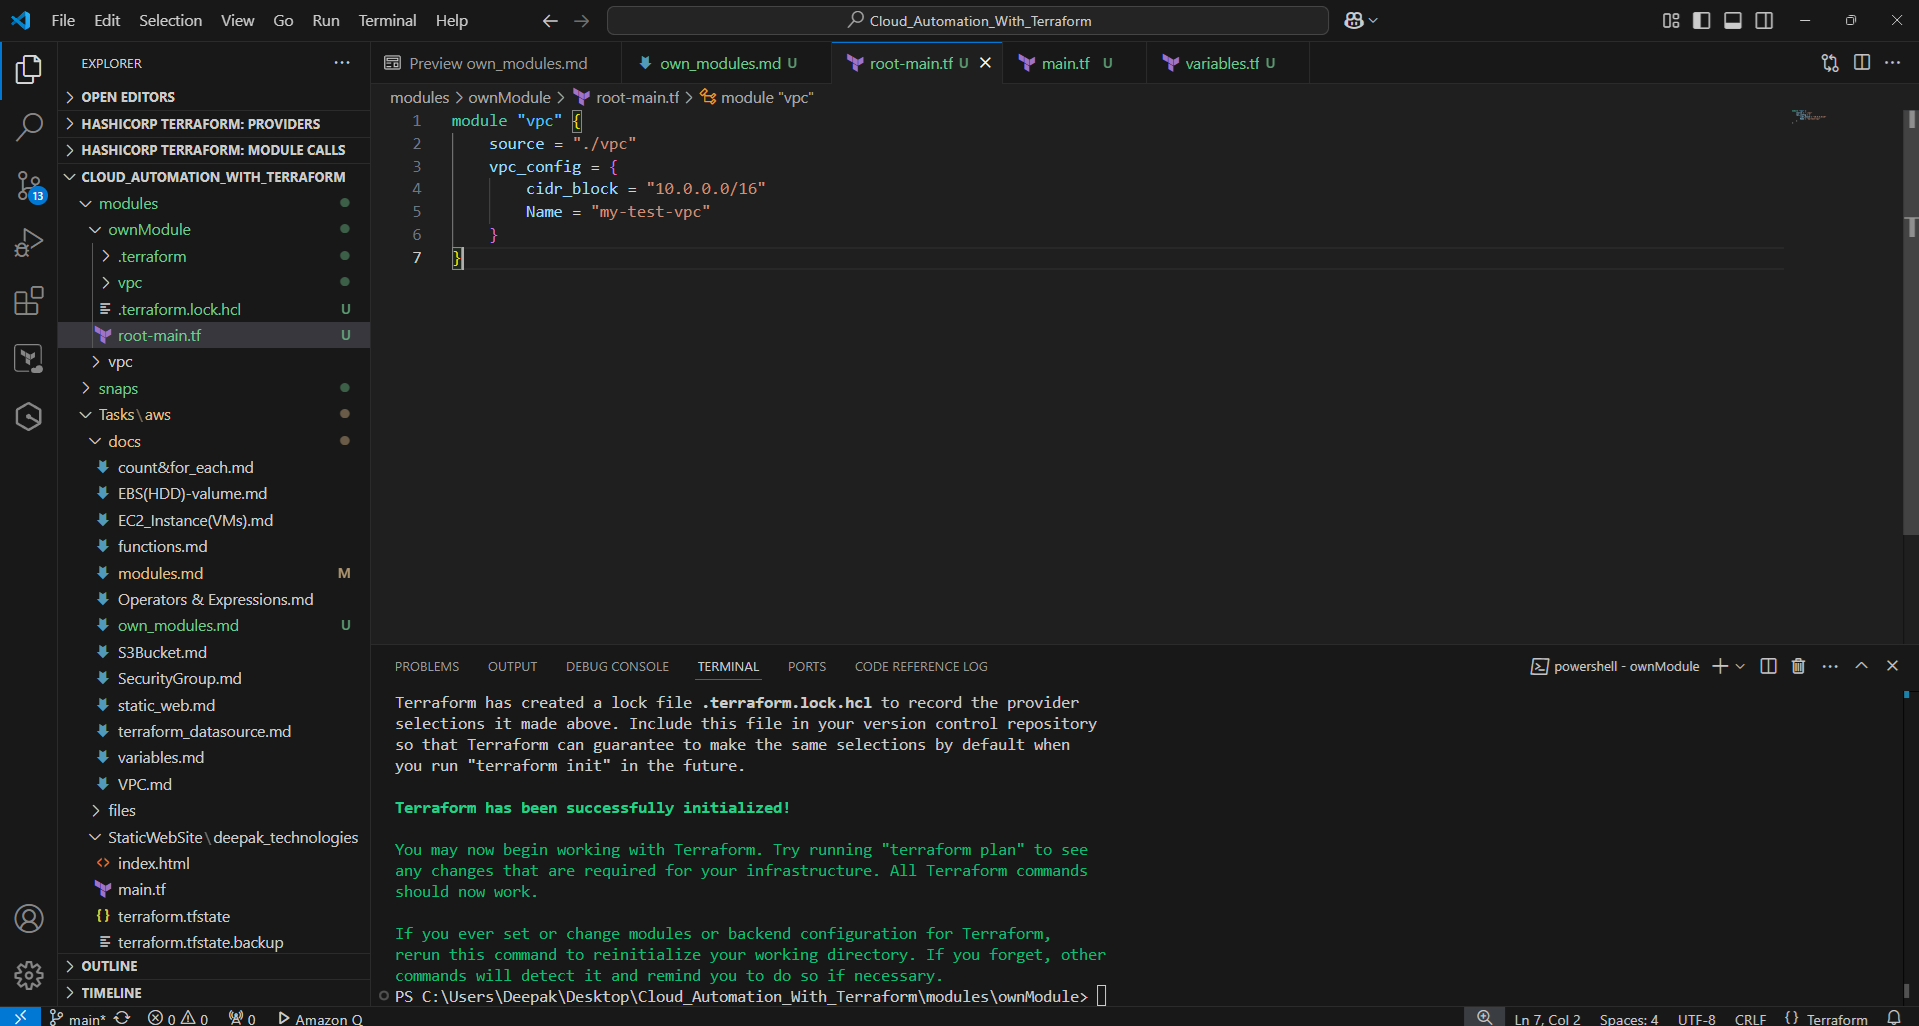 File Edit Selection View Go Run Terminal Help
Cloud_Automation_With_Terraform
EXPLORER
Preview own_modules.md
own_modules.md U
root-main.tf U
main.tf U
variables.tf U
modules > ownModule > root-main.tf > module "vpc"
OPEN EDITORS
HASHICORP TERRAFORM: PROVIDERS
HASHICORP TERRAFORM: MODULE CALLS
CLOUD_AUTOMATION_WITH_TERRAFORM
13
modules
ownModule
.terraform
vpc
.terraform.lock.hcl U
root-main.tf U
vpc
snaps
Tasks\aws
docs
count&for_each.md
EBS(HDD)-valume.md
EC2_Instance(VMs).md
functions.md
modules.md M
Operators & Expressions.md
own_modules.md U
S3Bucket.md
SecurityGroup.md
static_web.md
terraform_datasource.md
variables.md
VPC.md
files
StaticWebSite\deepak_technologies
index.html
main.tf
terraform.tfstate
terraform.tfstate.backup
OUTLINE
TIMELINE
1 module "vpc" {
2 source = "./vpc"
3 vpc_config = {
4 cidr_block = "10.0.0.0/16"
5 Name = "my-test-vpc"
6 }
7 }
PROBLEMS OUTPUT DEBUG CONSOLE TERMINAL PORTS CODE REFERENCE LOG
powershell - ownModule
Terraform has created a lock file .terraform.lock.hcl to record the provider
selections it made above. Include this file in your version control repository
so that Terraform can guarantee to make the same selections by default when
you run "terraform init" in the future.
Terraform has been successfully initialized!
You may now begin working with Terraform. Try running "terraform plan" to see
any changes that are required for your infrastructure. All Terraform commands
should now work.
If you ever set or change modules or backend configuration for Terraform,
rerun this command to reinitialize your working directory. If you forget, other
commands will detect it and remind you to do so if necessary.
PS C:\Users\Deepak\Desktop\Cloud_Automation_With_Terraform\modules\ownModule>
main* 0 0 0 Amazon Q
Ln 7, Col 2 Spaces: 4 UTF-8 CRLF {} Terraform